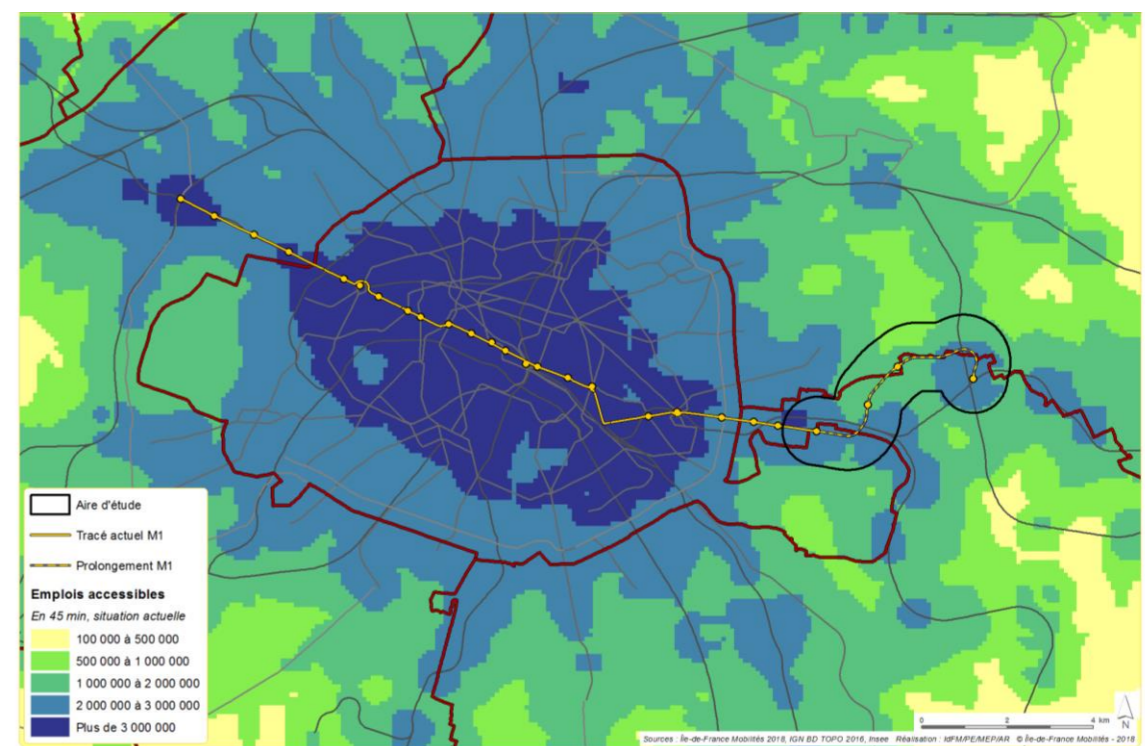 Aire d'étude
Tracé actuel M1
Prolongement M1
Emplois accessibles
En 45 min, situation actuelle
100 000 à 500 000
500 000 à 1 000 000
1 000 000 à 2 000 000
2 000 000 à 3 000 000
Plus de 3 000 000
0 2 4 km
N
Sources : Île-de-France Mobilités 2018, IGN BD TOPO 2016, Insee Réalisation : IdFM/PE/MEP/AR © Île-de-France Mobilités - 2018